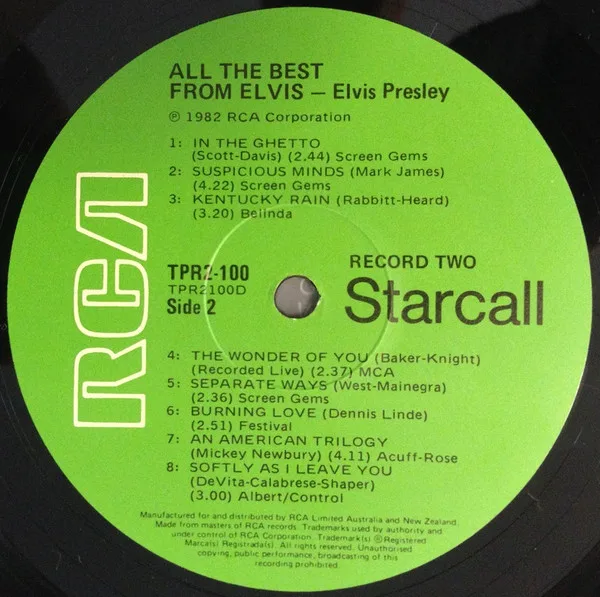 ALL THE BEST
FROM ELVIS — Elvis Presley
℗ 1982 RCA Corporation
1: IN THE GHETTO
(Scott-Davis) (2.44) Screen Gems
2: SUSPICIOUS MINDS (Mark James)
(4.22) Screen Gems
3: KENTUCKY RAIN (Rabbitt-Heard)
(3.20) Belinda
RCA
TPR2-100
TPR2100D
Side 2
RECORD TWO
Starcall
4: THE WONDER OF YOU (Baker-Knight)
(Recorded Live) (2.37) MCA
5: SEPARATE WAYS (West-Mainegra)
(2.36) Screen Gems
6: BURNING LOVE (Dennis Linde)
(2.51) Festival
7: AN AMERICAN TRILOGY
(Mickey Newbury) (4.11) Acuff-Rose
8: SOFTLY AS I LEAVE YOU
(DeVita-Calabrese-Shaper)
(3.00) Albert/Control
Manufactured for and distributed by RCA Limited Australia and New Zealand.
Made from masters of RCA records. Trademarks used by authority and
under control of RCA Corporation. Trademark(s) ®Registered
Marca(s) Registrada(s). All rights reserved. Unauthorised
copying, public performance, broadcasting of this
recording prohibited.